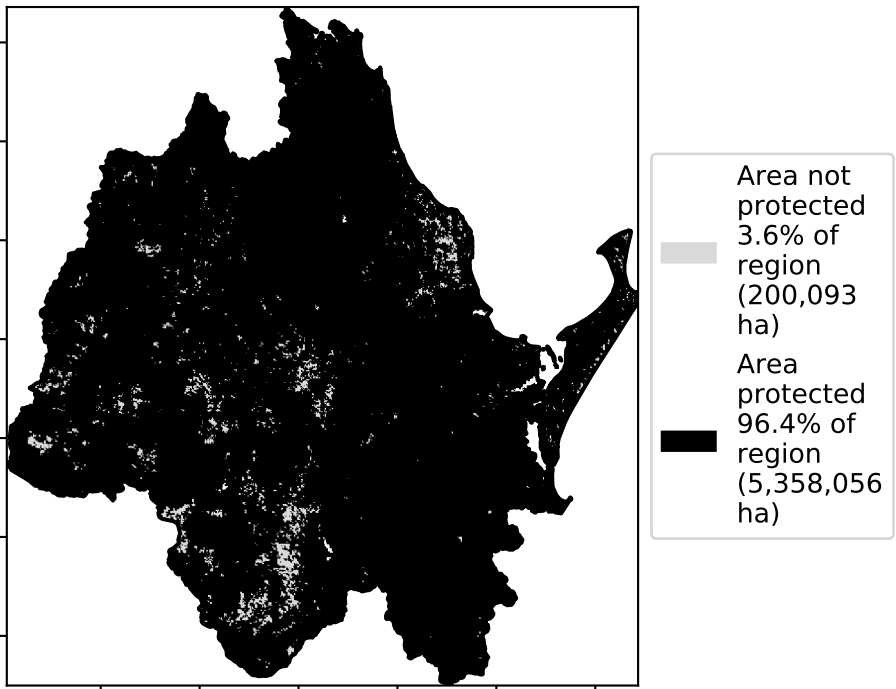 Area not
protected
3.6% of
region
(200,093
ha)
Area
protected
96.4% of
region
(5,358,056
ha)